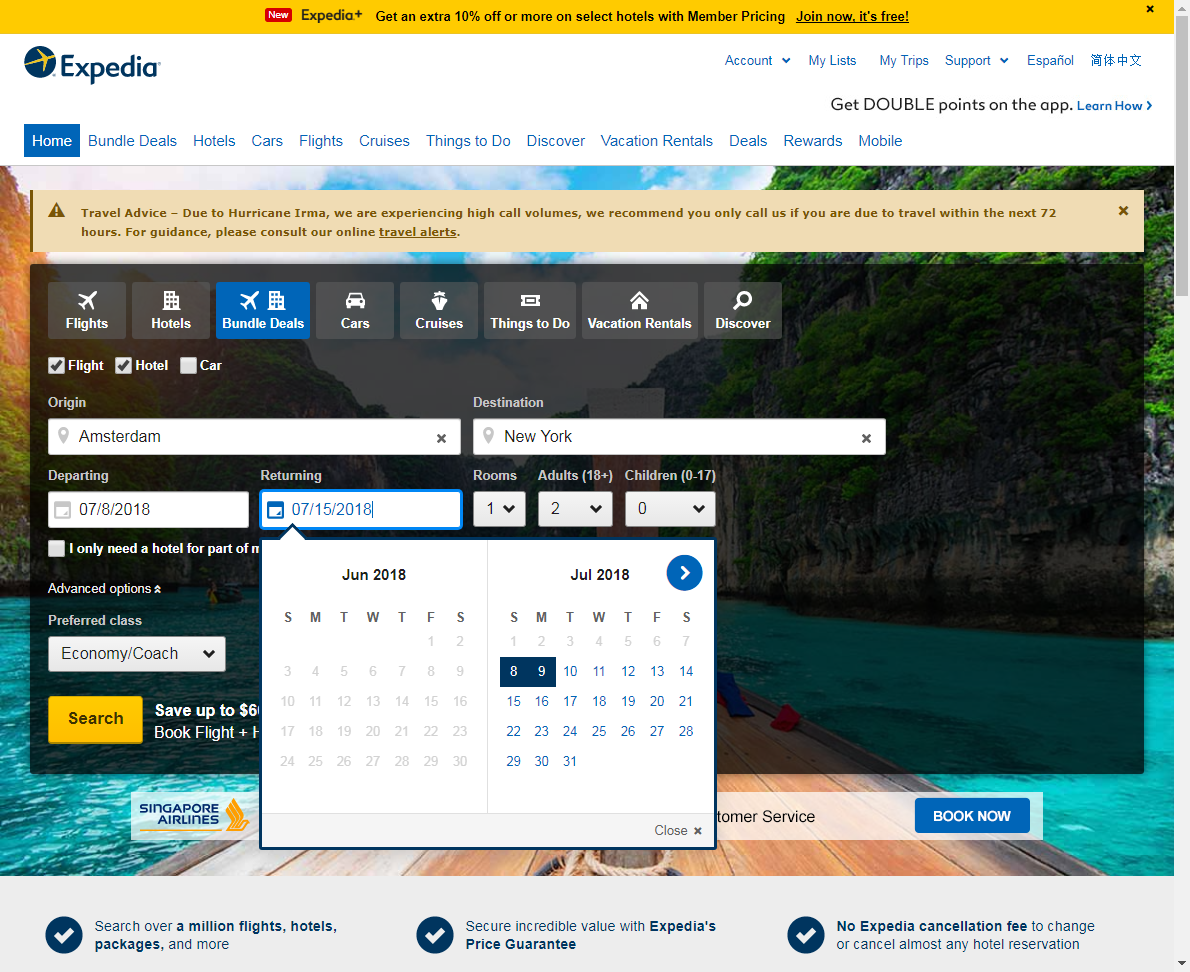 New Expedia+ Get an extra 10% off or more on select hotels with Member Pricing Join now, it's free!
Expedia
Account My Lists My Trips Support Español 简体中文
Get DOUBLE points on the app. Learn How
Home Bundle Deals Hotels Cars Flights Cruises Things to Do Discover Vacation Rentals Deals Rewards Mobile
Travel Advice – Due to Hurricane Irma, we are experiencing high call volumes, we recommend you only call us if you are due to travel within the next 72
hours. For guidance, please consult our online travel alerts.
Flights Hotels Bundle Deals Cars Cruises Things to Do Vacation Rentals Discover
Flight Hotel Car
Origin Destination
Amsterdam New York
Departing Returning Rooms Adults (18+) Children (0-17)
07/8/2018 07/15/2018 1 2 0
I only need a hotel for part of
Advanced options
Preferred class
Economy/Coach
Search
Save up to
Book Flight +
Jun 2018 Jul 2018
S M T W T F S S M T W T F S
1 2 1 2 3 4 5 6 7
3 4 5 6 7 8 9 8 9 10 11 12 13 14
10 11 12 13 14 15 16 15 16 17 18 19 20 21
17 18 19 20 21 22 23 22 23 24 25 26 27 28
24 25 26 27 28 29 30 29 30 31
Close
SINGAPORE
AIRLINES
tomer Service
BOOK NOW
Search over a million flights, hotels,
packages, and more
Secure incredible value with Expedia's
Price Guarantee
No Expedia cancellation fee to change
or cancel almost any hotel reservation